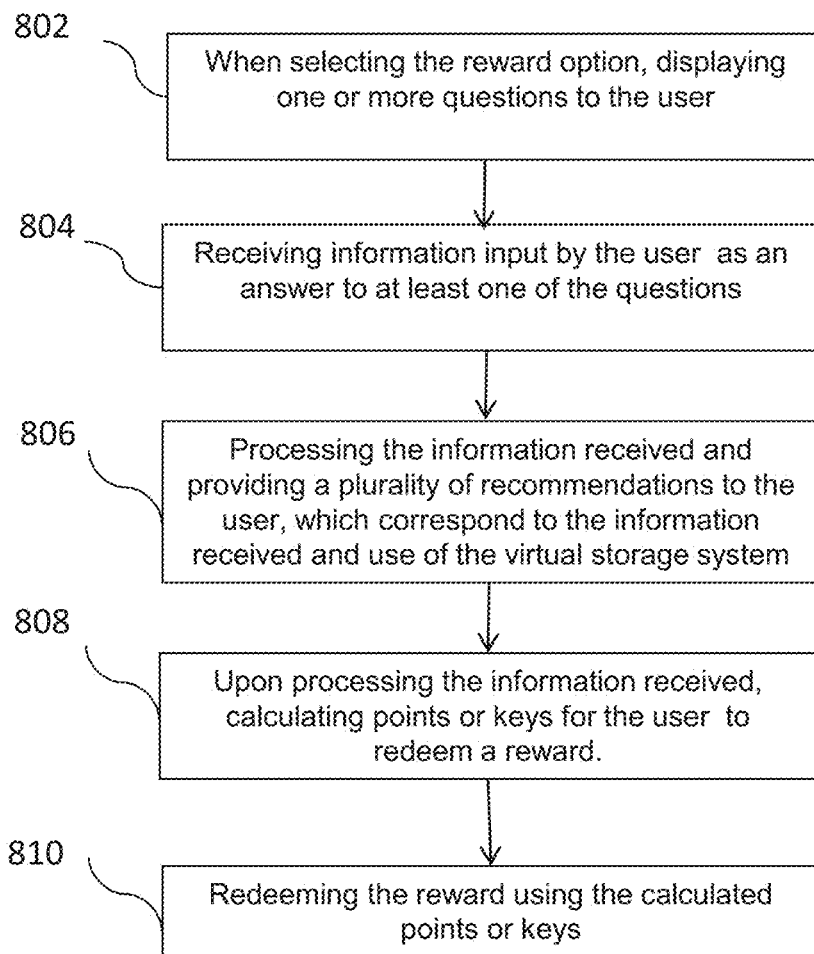 802
When selecting the reward option, displaying
one or more questions to the user
804
Receiving information input by the user as an
answer to at least one of the questions
806
Processing the information received and
providing a plurality of recommendations to the
user, which correspond to the information
received and use of the virtual storage system
808
Upon processing the information received,
calculating points or keys for the user to
redeem a reward.
810
Redeeming the reward using the calculated
points or keys